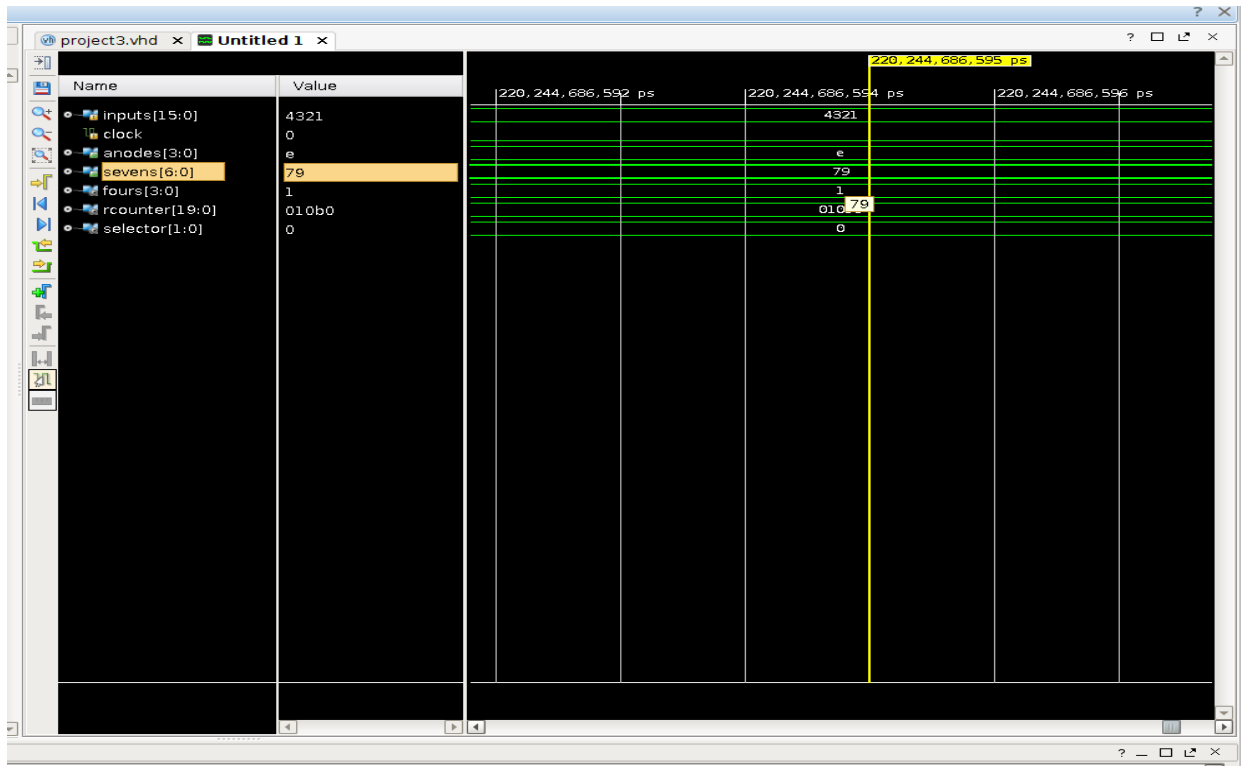 project3.vhd
Untitled 1
220,244,686,595 ps
Name Value
220,244,686,592 ps 220,244,686,594 ps 220,244,686,596 ps
inputs[15:0] 4321 4321
clock 0
anodes[3:0] e e
sevens[6:0] 79 79
fours[3:0] 1 1
rcounter[19:0] 010b0 79
selector[1:0] 0 0